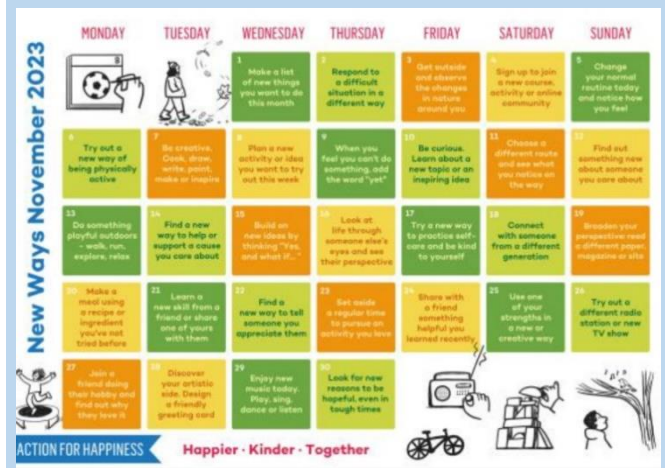 New Ways November 2023
MONDAY TUESDAY WEDNESDAY THURSDAY FRIDAY SATURDAY SUNDAY
8
1
Make a list
of new things
you want to do
this month
2
Respond to
a difficult
situation in a
different way
3
Get outside
and observe
the changes
in nature
around you
4
Sign up to join
a new course,
activity or online
community
5
Change
your normal
routine today
and notice how
you feel
6
Try out a
new way of
being physically
active
7
Be creative.
Cook, draw,
write, paint,
make or inspire
8
Plan a new
activity or idea
you want to try
out this week
9
When you
feel you can't do
something, add
the word "yet"
10
Be curious.
Learn about a
new topic or an
inspiring idea
11
Choose a
different route
and see what
you notice on
the way
12
Find out
something new
about someone
you care about
13
Do something
playful outdoors
- walk, run,
explore, relax
14
Find a new
way to help or
support a cause
you care about
15
Build on
new ideas by
thinking "Yes,
and what if..."
16
Look at
life through
someone else's
eyes and see
their perspective
17
Try a new way
to practice self-
care and be kind
to yourself
18
Connect
with someone
from a different
generation
19
Broaden your
perspective read
a different paper,
magazine or site
20
Make a
meal using
a recipe or
ingredient
you've not
tried before
21
Learn a
new skill from a
friend or share
one of yours
with them
22
Find a
new way to tell
someone you
appreciate them
23
Set aside
a regular time
to pursue an
activity you love
24
Share with
a friend
something
helpful you
learned recently
25
Use one
of your
strengths in
a new or
creative way
26
Try out a
different radio
station or new
TV show
27
Join a
friend doing
their hobby and
find out why
they love it
28
Discover
your artistic
side. Design
a friendly
greeting card
29
Enjoy new
music today.
Play, sing,
dance or listen
30
Look for new
reasons to be
hopeful, even in
tough times
ACTION FOR HAPPINESS
Happier · Kinder · Together